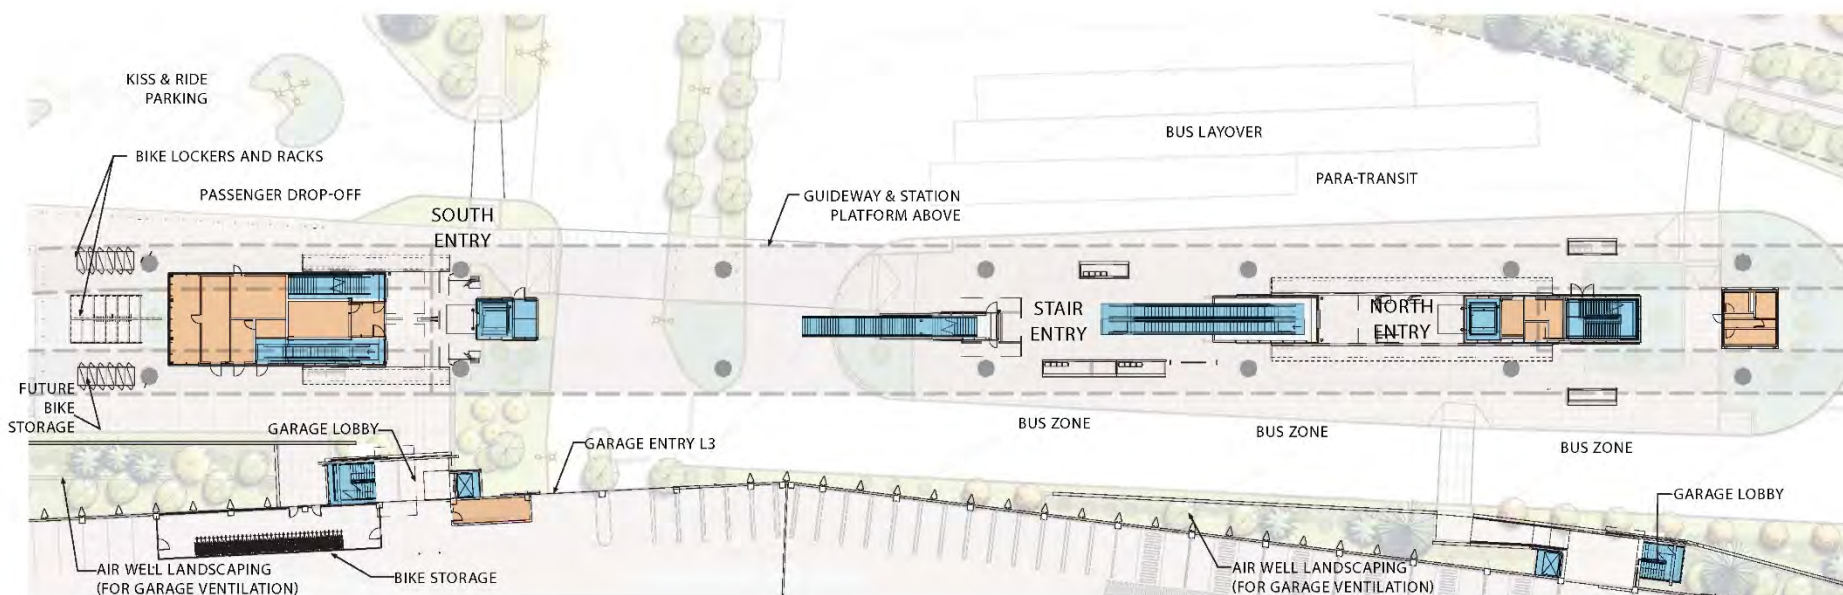 KISS & RIDE
PARKING
BIKE LOCKERS AND RACKS
PASSENGER DROP-OFF
SOUTH
ENTRY
GUIDEWAY & STATION
PLATFORM ABOVE
BUS LAYOVER
PARA-TRANSIT
STAIR
ENTRY
NORTH
ENTRY
FUTURE
BIKE
STORAGE
GARAGE LOBBY
GARAGE ENTRY L3
BUS ZONE
BUS ZONE
BUS ZONE
GARAGE LOBBY
AIR WELL LANDSCAPING
(FOR GARAGE VENTILATION)
BIKE STORAGE
AIR WELL LANDSCAPING
(FOR GARAGE VENTILATION)